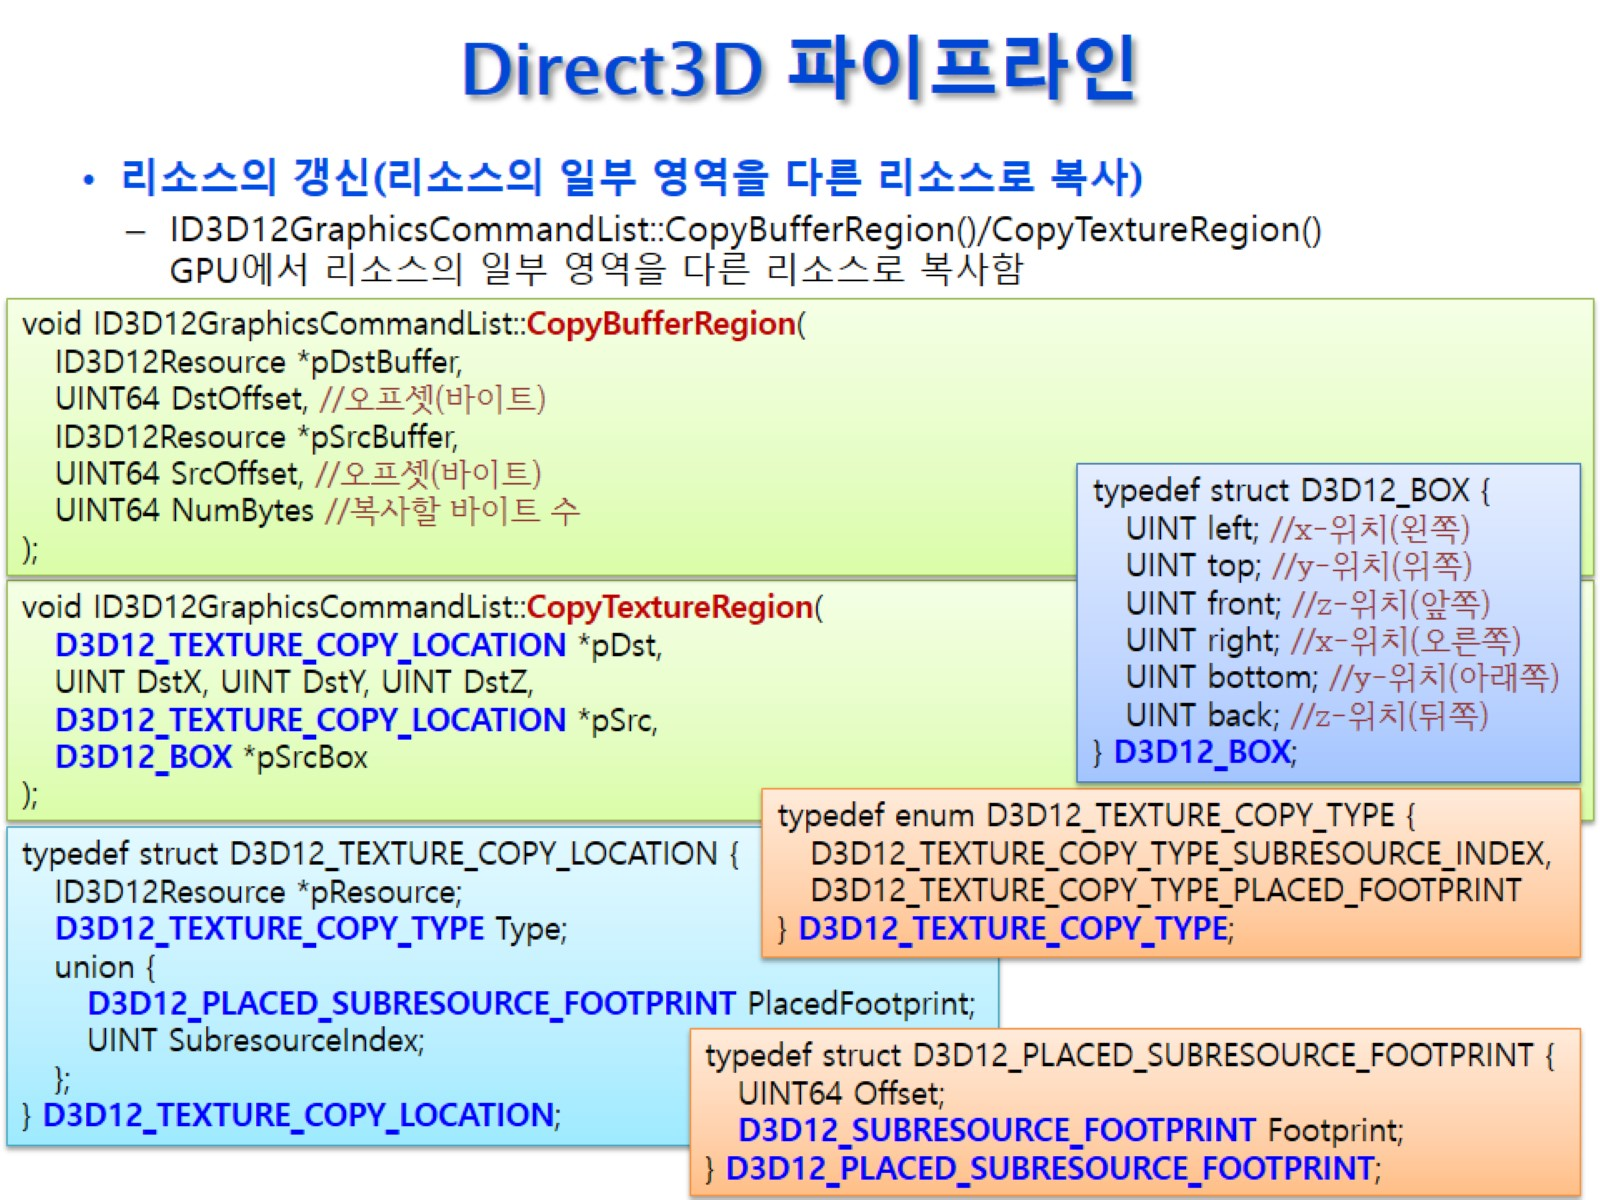 Direct3D 파이프라인
• 리소스의 갱신(리소스의 일부 영역을 다른 리소스로 복사)
– ID3D12GraphicsCommandList::CopyBufferRegion()/CopyTextureRegion()
GPU에서 리소스의 일부 영역을 다른 리소스로 복사함
void ID3D12GraphicsCommandList::CopyBufferRegion(
ID3D12Resource *pDstBuffer,
UINT64 DstOffset, //오프셋(바이트)
ID3D12Resource *pSrcBuffer,
UINT64 SrcOffset, //오프셋(바이트)
UINT64 NumBytes //복사할 바이트 수
);
void ID3D12GraphicsCommandList::CopyTextureRegion(
D3D12_TEXTURE_COPY_LOCATION *pDst,
UINT DstX, UINT DstY, UINT DstZ,
D3D12_TEXTURE_COPY_LOCATION *pSrc,
D3D12_BOX *pSrcBox
);
typedef struct D3D12_BOX {
UINT left; //x-위치(왼쪽)
UINT top; //y-위치(위쪽)
UINT front; //z-위치(앞쪽)
UINT right; //x-위치(오른쪽)
UINT bottom; //y-위치(아래쪽)
UINT back; //z-위치(뒤쪽)
} D3D12_BOX;
typedef struct D3D12_TEXTURE_COPY_LOCATION {
ID3D12Resource *pResource;
D3D12_TEXTURE_COPY_TYPE Type;
union {
D3D12_PLACED_SUBRESOURCE_FOOTPRINT PlacedFootprint;
UINT SubresourceIndex;
};
} D3D12_TEXTURE_COPY_LOCATION;
typedef enum D3D12_TEXTURE_COPY_TYPE {
D3D12_TEXTURE_COPY_TYPE_SUBRESOURCE_INDEX,
D3D12_TEXTURE_COPY_TYPE_PLACED_FOOTPRINT
} D3D12_TEXTURE_COPY_TYPE;
typedef struct D3D12_PLACED_SUBRESOURCE_FOOTPRINT {
UINT64 Offset;
D3D12_SUBRESOURCE_FOOTPRINT Footprint;
} D3D12_PLACED_SUBRESOURCE_FOOTPRINT;